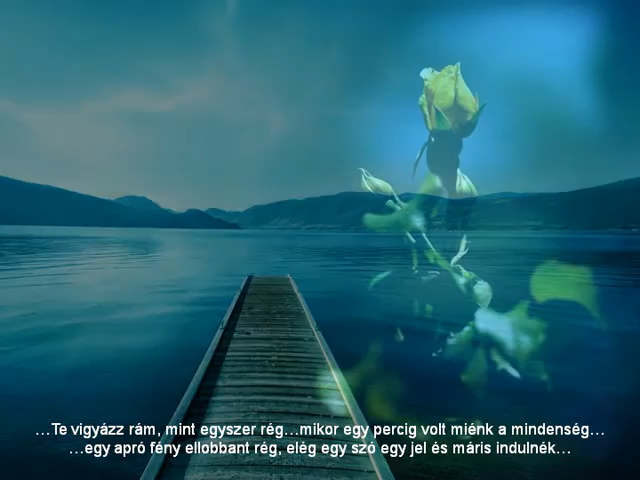 …Te vigyázz rám, mint egyszer rég…mikor egy percig volt miénk a mindenség…
…egy apró fény ellobbant rég, elég egy szó egy jel és máris indulnék…